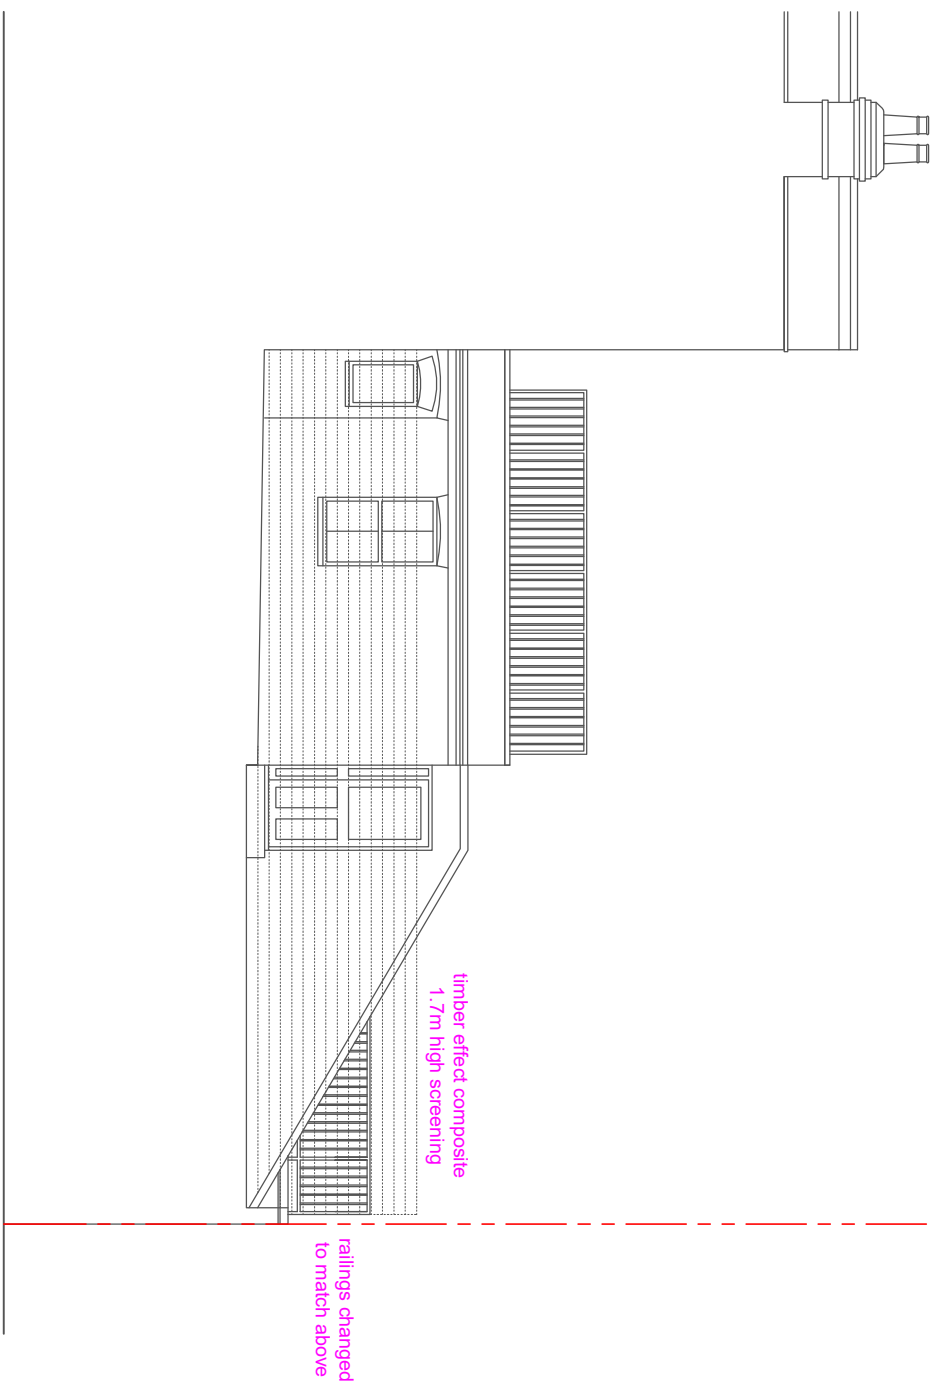 timber effect composite
1.7m high screening
railings changed
to match above